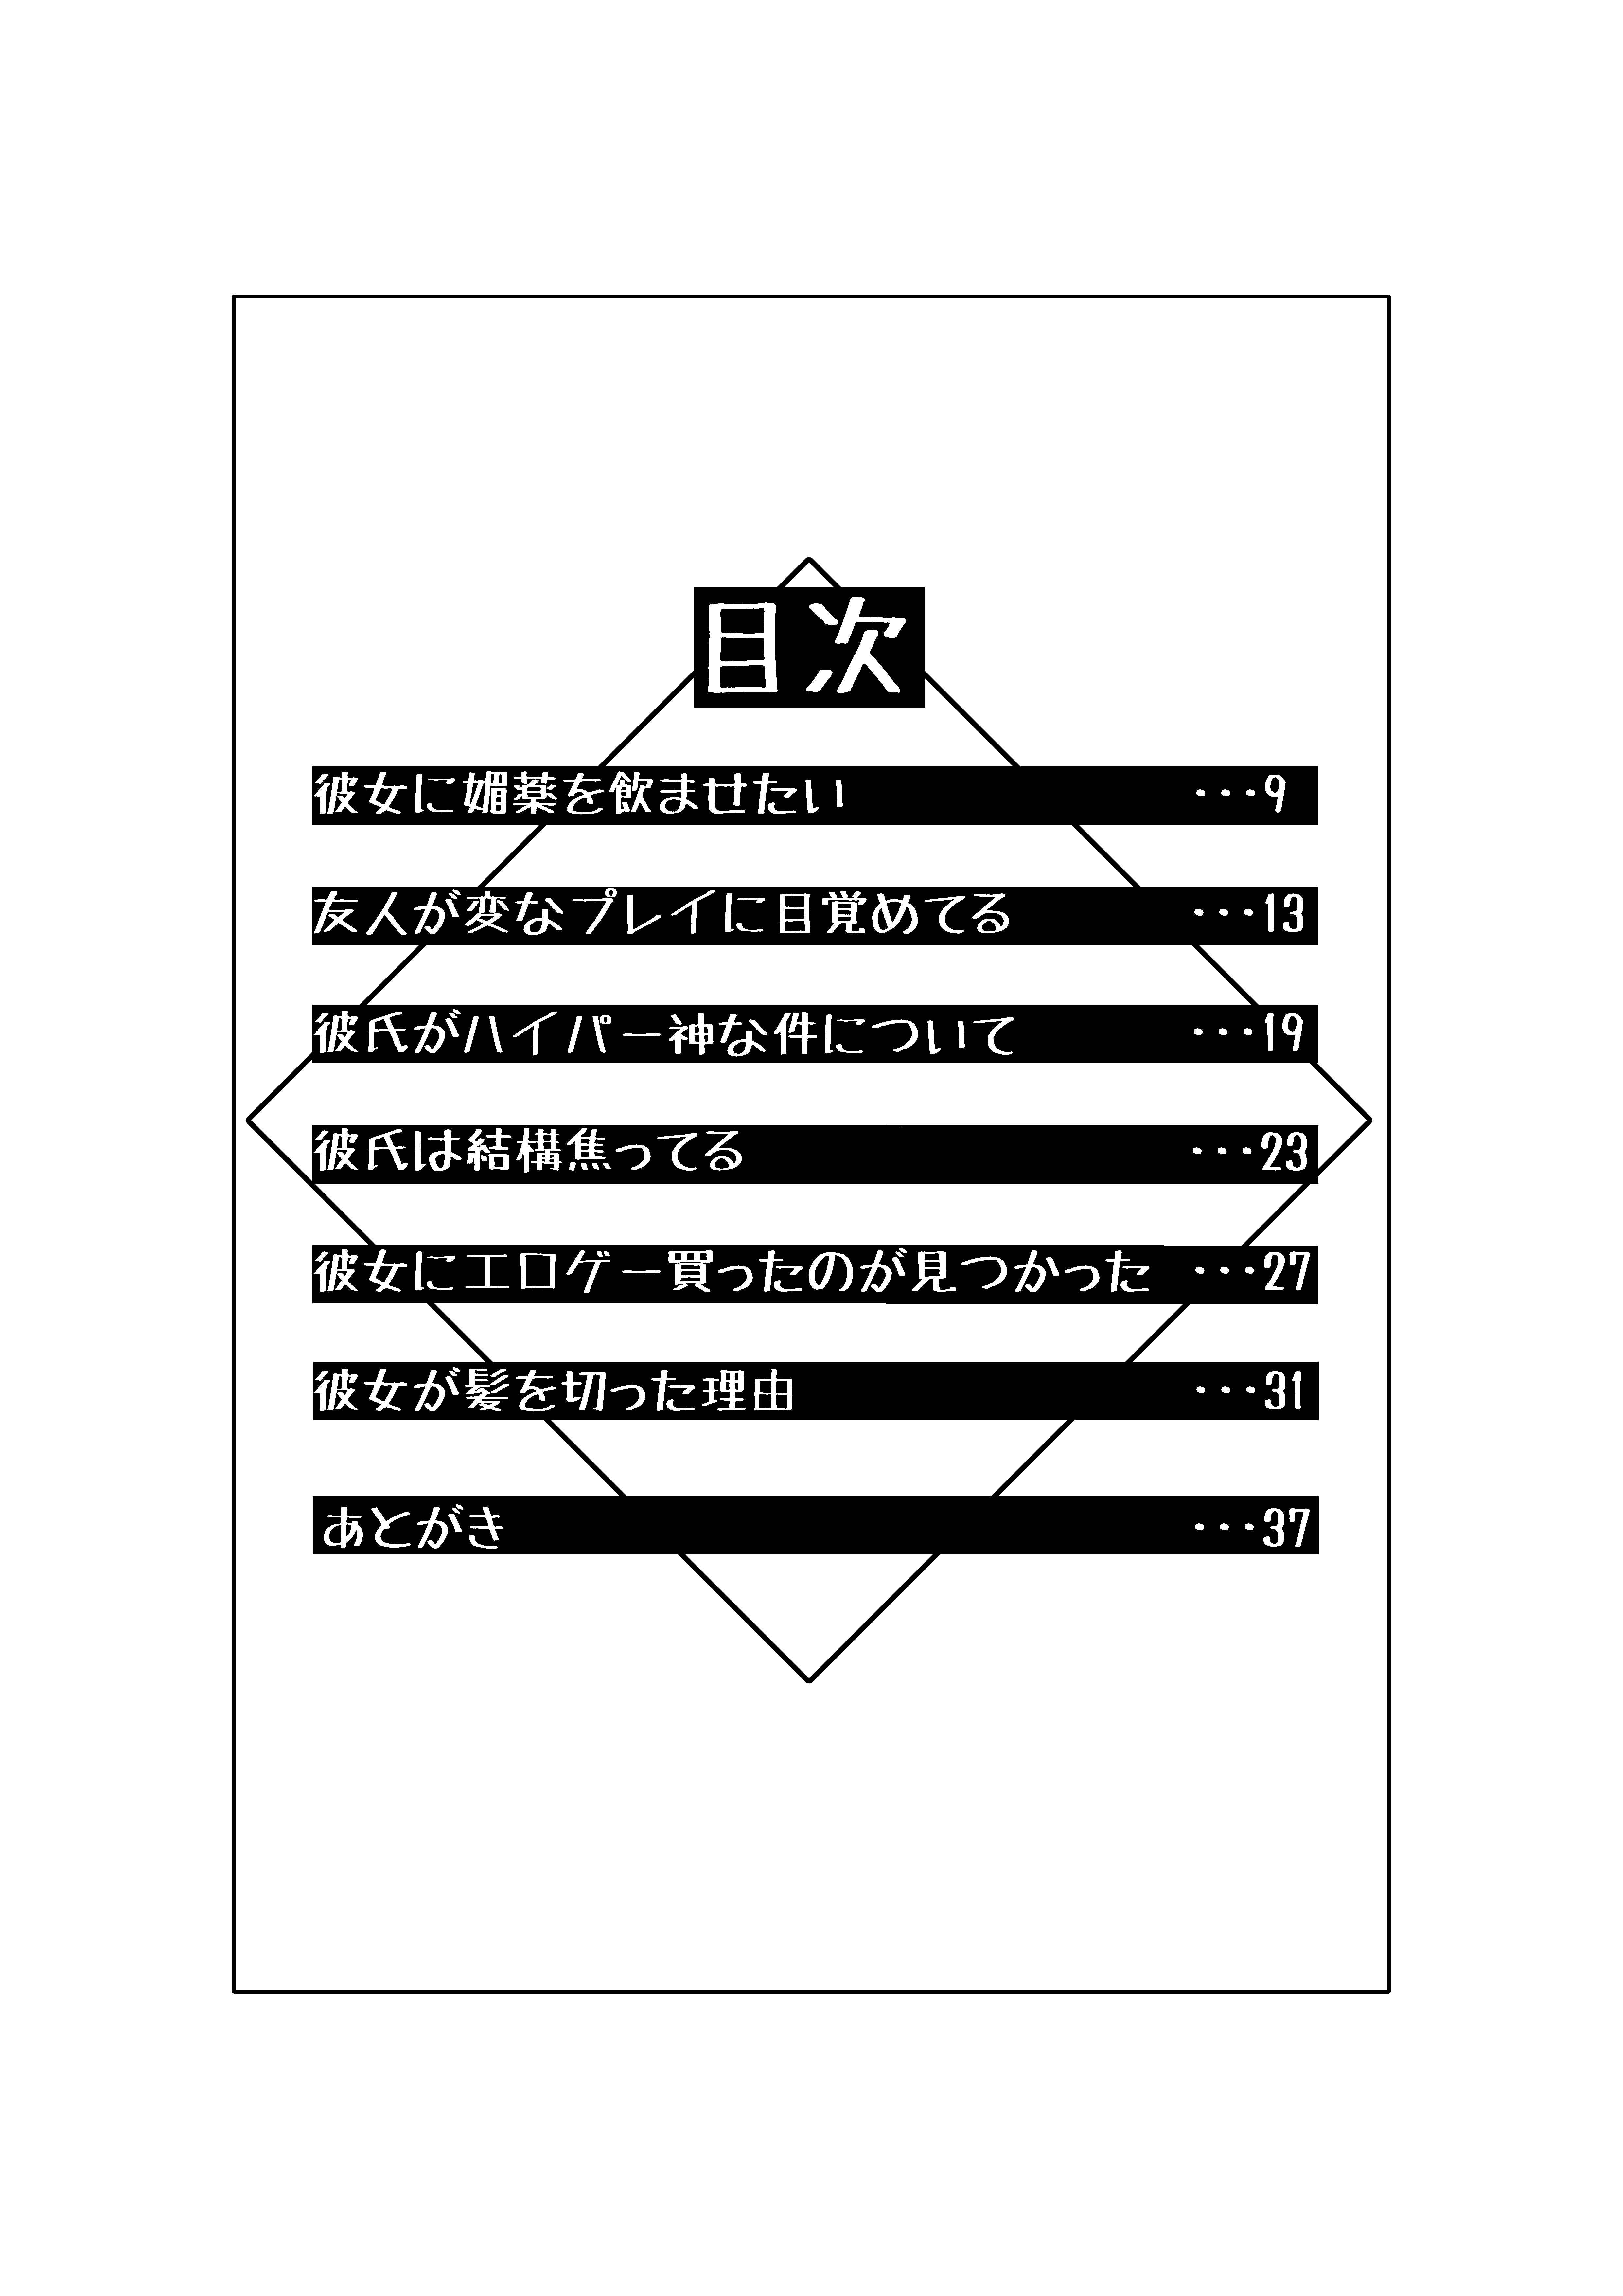 目次
彼女に媚薬を飲ませたい ・・・9
友人が変なプレイに目覚めてる ・・・13
彼氏がハイパー神な件について ・・・19
彼氏は結構焦ってる ・・・23
彼女にエロゲー買ったのが見つかった ・・・27
彼女が髪を切った理由 ・・・31
あとがき ・・・37